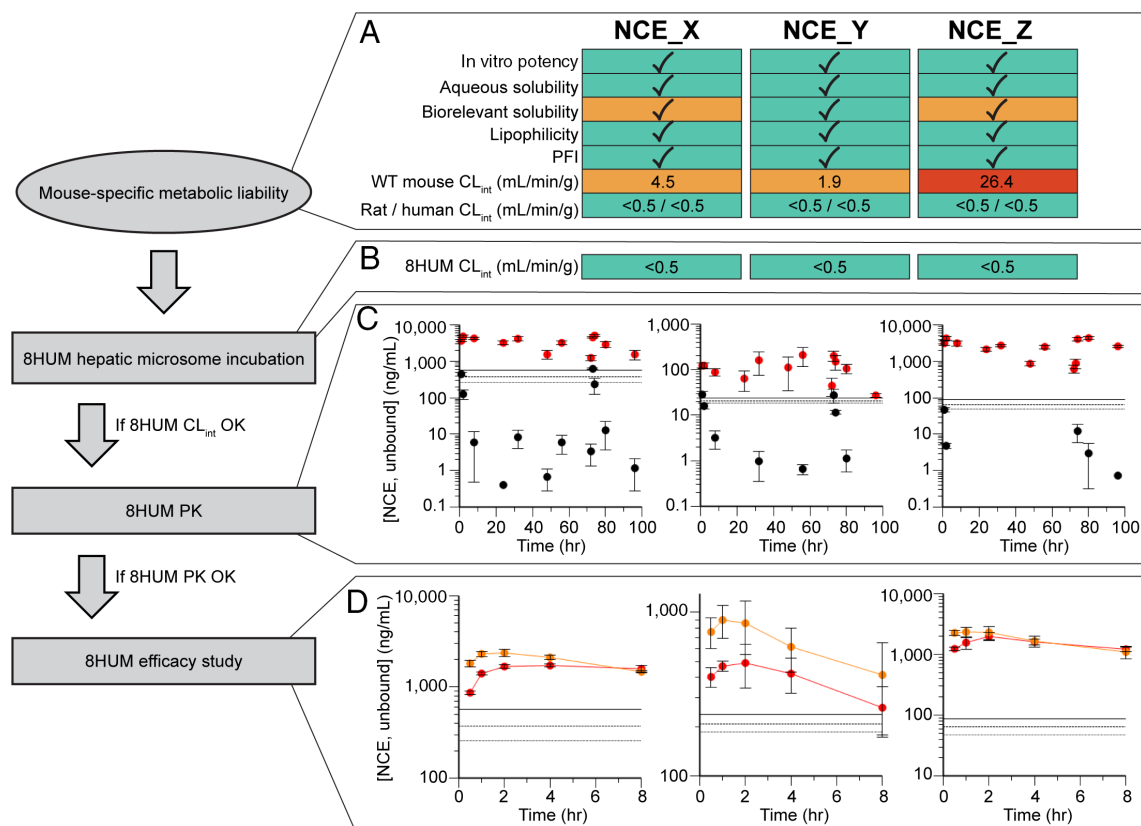 A
NCE_X
NCE_Y
NCE_Z
In vitro potency
✓ ✓ ✓
Aqueous solubility
✓ ✓ ✓
Biorelevant solubility
✓ ✓ ✓
Lipophilicity
✓ ✓ ✓
PFI
✓ ✓ ✓
WT mouse CLint (mL/min/g)
4.5
1.9
26.4
Rat / human CLint (mL/min/g)
<0.5 / <0.5
<0.5 / <0.5
<0.5 / <0.5
Mouse-specific metabolic liability
B
8HUM CLint (mL/min/g)
<0.5
<0.5
<0.5
8HUM hepatic microsome incubation
If 8HUM CLint OK
8HUM PK
If 8HUM PK OK
8HUM efficacy study
C
[NCE, unbound] (ng/mL)
10,000
1,000
100
10
1
0.1
0 20 40 60 80 100
Time (hr)
1,000
100
10
1
0.1
0 20 40 60 80 100
Time (hr)
10,000
1,000
100
10
1
0.1
0 20 40 60 80 100
Time (hr)
D
[NCE, unbound] (ng/mL)
10,000
1,000
100
0 2 4 6 8
Time (hr)
1,000
100
0 2 4 6 8
Time (hr)
10,000
1,000
100
10
0 2 4 6 8
Time (hr)